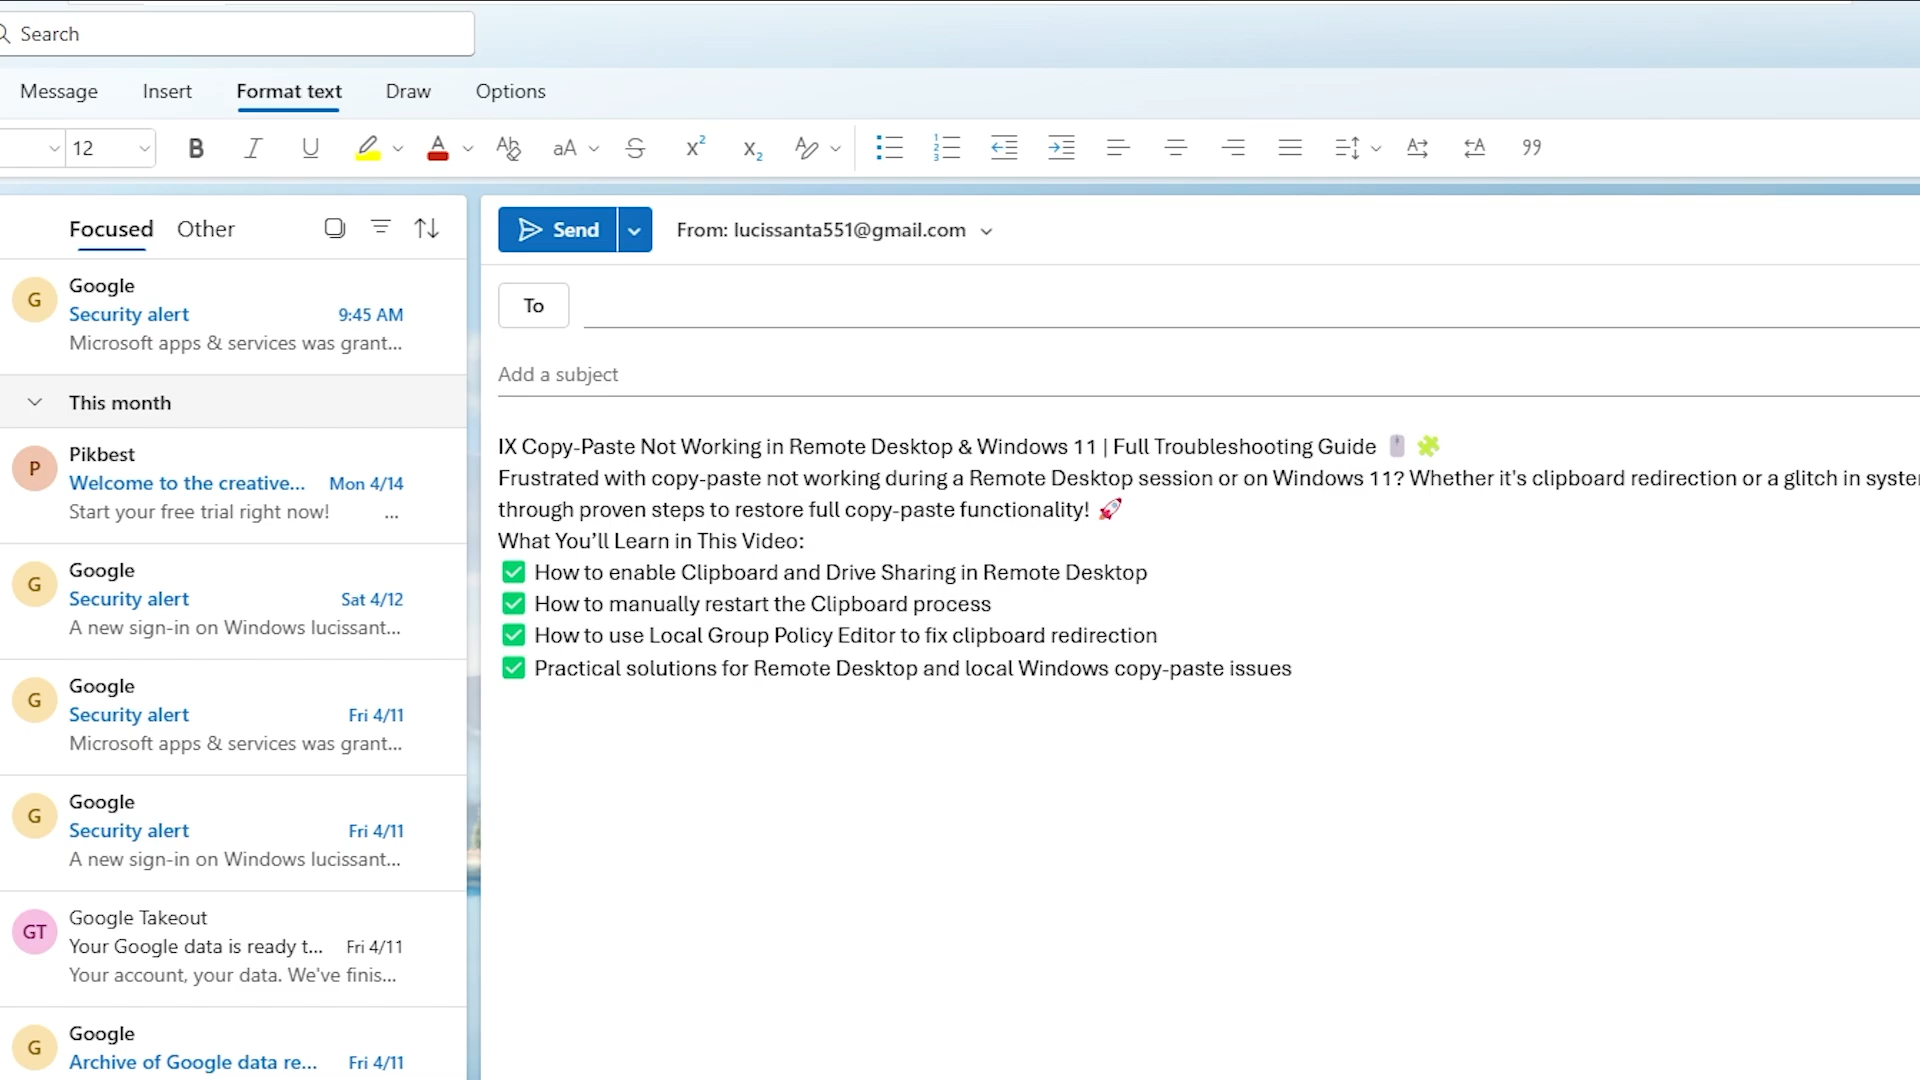 Search
Message Insert Format text Draw Options
12
Focused Other
Send
From: lucissanta551@gmail.com
To
Add a subject
G
Google
Security alert 9:45 AM
Microsoft apps & services was grant...
This month
P
Pikbest
Welcome to the creative... Mon 4/14
Start your free trial right now! ...
G
Google
Security alert Sat 4/12
A new sign-in on Windows lucissant...
G
Google
Security alert Fri 4/11
Microsoft apps & services was grant...
G
Google
Security alert Fri 4/11
A new sign-in on Windows lucissant...
GT
Google Takeout
Your Google data is ready t... Fri 4/11
Your account, your data. We've finis...
G
Google
Archive of Google data re... Fri 4/11
IX Copy-Paste Not Working in Remote Desktop & Windows 11 | Full Troubleshooting Guide 🖱️ 🧩
Frustrated with copy-paste not working during a Remote Desktop session or on Windows 11? Whether it's clipboard redirection or a glitch in syste
through proven steps to restore full copy-paste functionality! 🚀
What You’ll Learn in This Video:
✅ How to enable Clipboard and Drive Sharing in Remote Desktop
✅ How to manually restart the Clipboard process
✅ How to use Local Group Policy Editor to fix clipboard redirection
✅ Practical solutions for Remote Desktop and local Windows copy-paste issues